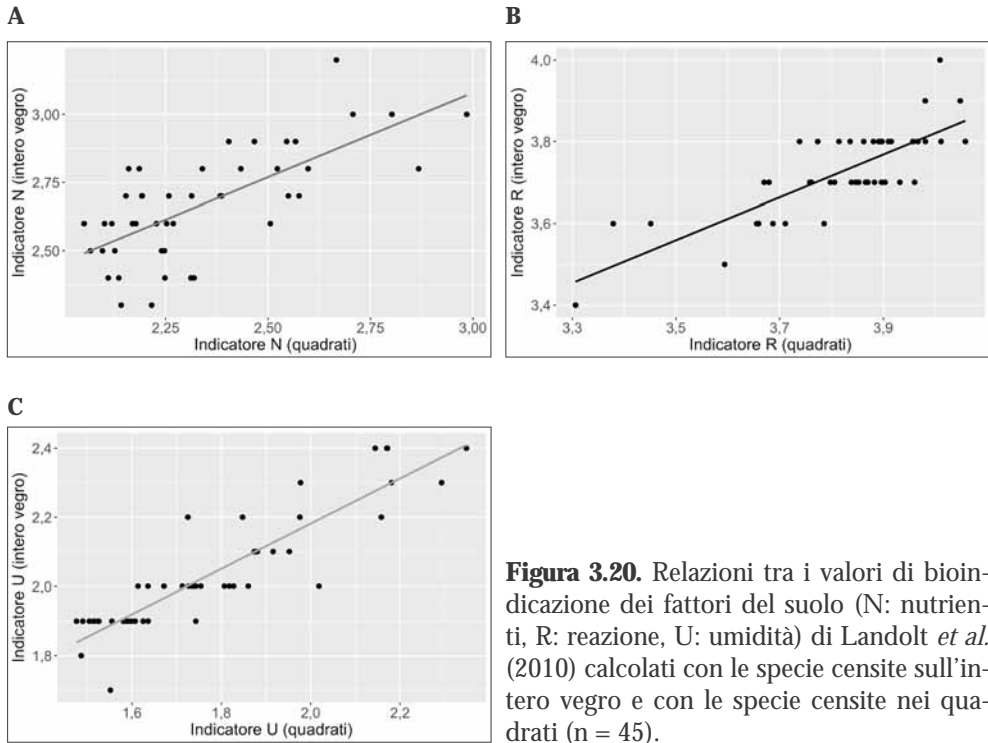 A
B
3,00
2,75
2,50
Indicatore N (intero vegro)
2,25
2,50
2,75
3,00
Indicatore N (quadrati)
4,0
3,8
3,6
3,4
Indicatore R (intero vegro)
3,3
3,5
3,7
3,9
Indicatore R (quadrati)
C
2,4
2,2
2,0
1,8
Indicatore U (intero vegro)
1,6
1,8
2,0
2,2
Indicatore U (quadrati)
Figura 3.20. Relazioni tra i valori di bioin-
dicazione dei fattori del suolo (N: nutrien-
ti, R: reazione, U: umidità) di Landolt et al.
(2010) calcolati con le specie censite sull'in-
tero vegro e con le specie censite nei qua-
drati (n = 45).